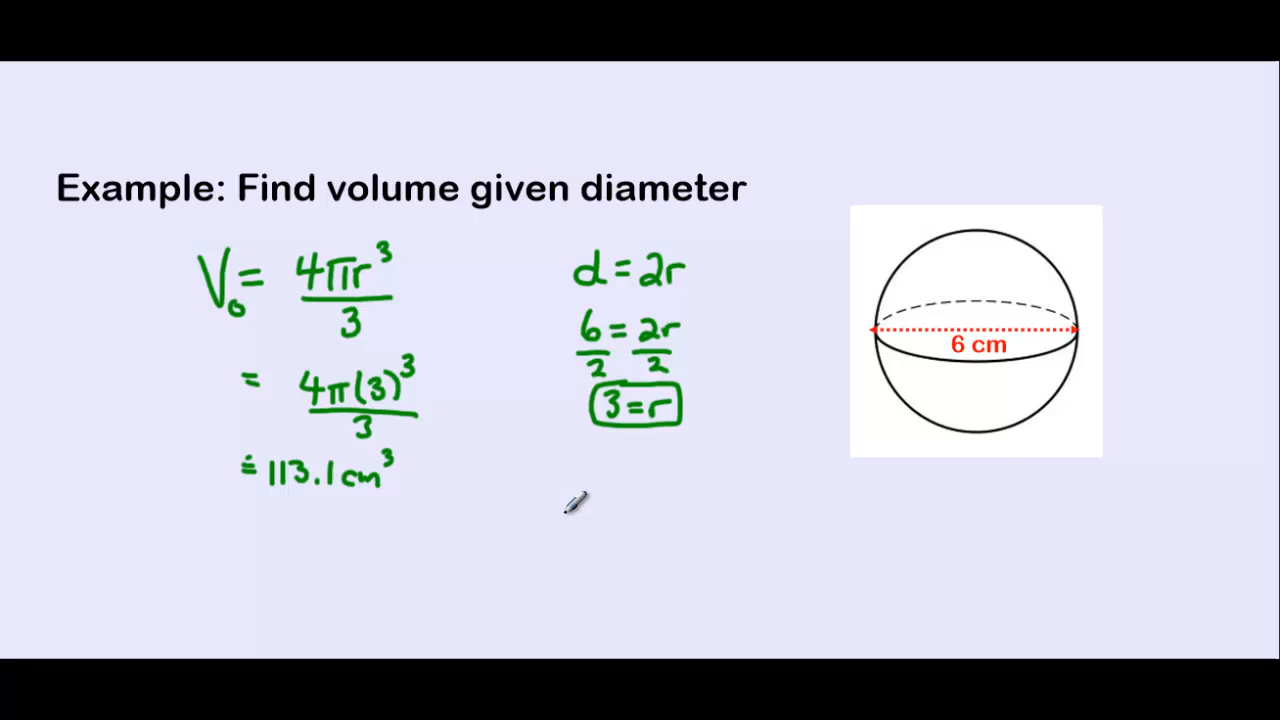 Example: Find volume given diameter
V₀ = 4πr³
3
= 4π(3)³
3
≐ 113.1 cm³
d = 2r
6 = 2r
2 2
3 = r
6 cm